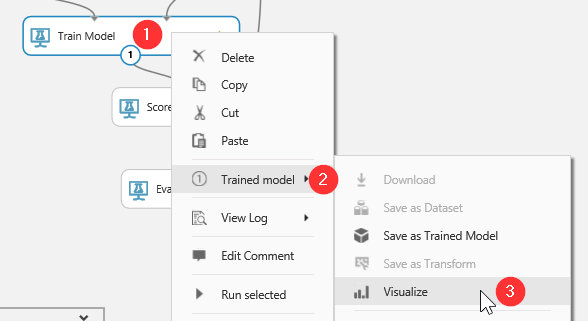 Train Model 1
1
Delete
Copy
Score
Cut
Paste
Eva
1 Trained model 2
Download
Save as Dataset
View Log
Save as Trained Model
Edit Comment
Save as Transform
Run selected
Visualize 3